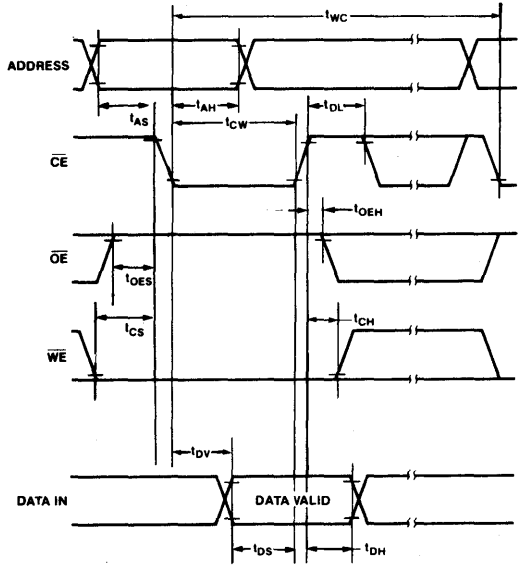 tWC
ADDRESS
tAS
tAH
tCW
tDL
CE
tOEH
OE
tOES
tCS
tCH
WE
tDV
DATA IN
DATA VALID
tDS
tDH